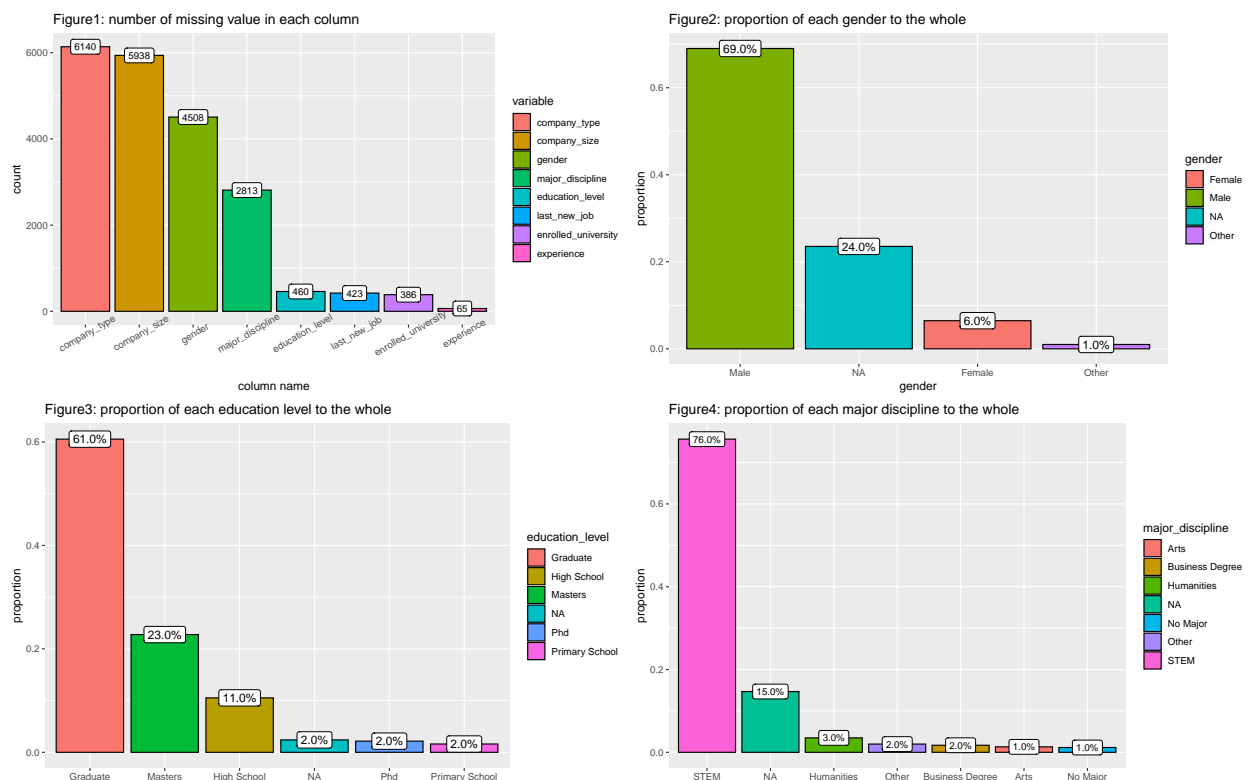 Figure1: number of missing value in each column
count
6000
4000
2000
0
6140
5938
4508
2813
460
423
386
65
company_type
company_size
gender
major_discipline
education_level
last_new_job
enrolled_university
experience
column name
variable
company_type
company_size
gender
major_discipline
education_level
last_new_job
enrolled_university
experience
Figure2: proportion of each gender to the whole
proportion
0.6
0.4
0.2
0.0
69.0%
24.0%
6.0%
1.0%
Male
NA
Female
Other
gender
gender
Female
Male
NA
Other
Figure3: proportion of each education level to the whole
proportion
0.6
0.4
0.2
0.0
61.0%
23.0%
11.0%
2.0%
2.0%
2.0%
Graduate
Masters
High School
NA
Phd
Primary School
education_level
Graduate
High School
Masters
NA
Phd
Primary School
Figure4: proportion of each major discipline to the whole
proportion
0.6
0.4
0.2
0.0
76.0%
15.0%
3.0%
2.0%
2.0%
1.0%
1.0%
STEM
NA
Humanities
Other
Business Degree
Arts
No Major
major_discipline
Arts
Business Degree
Humanities
NA
No Major
Other
STEM